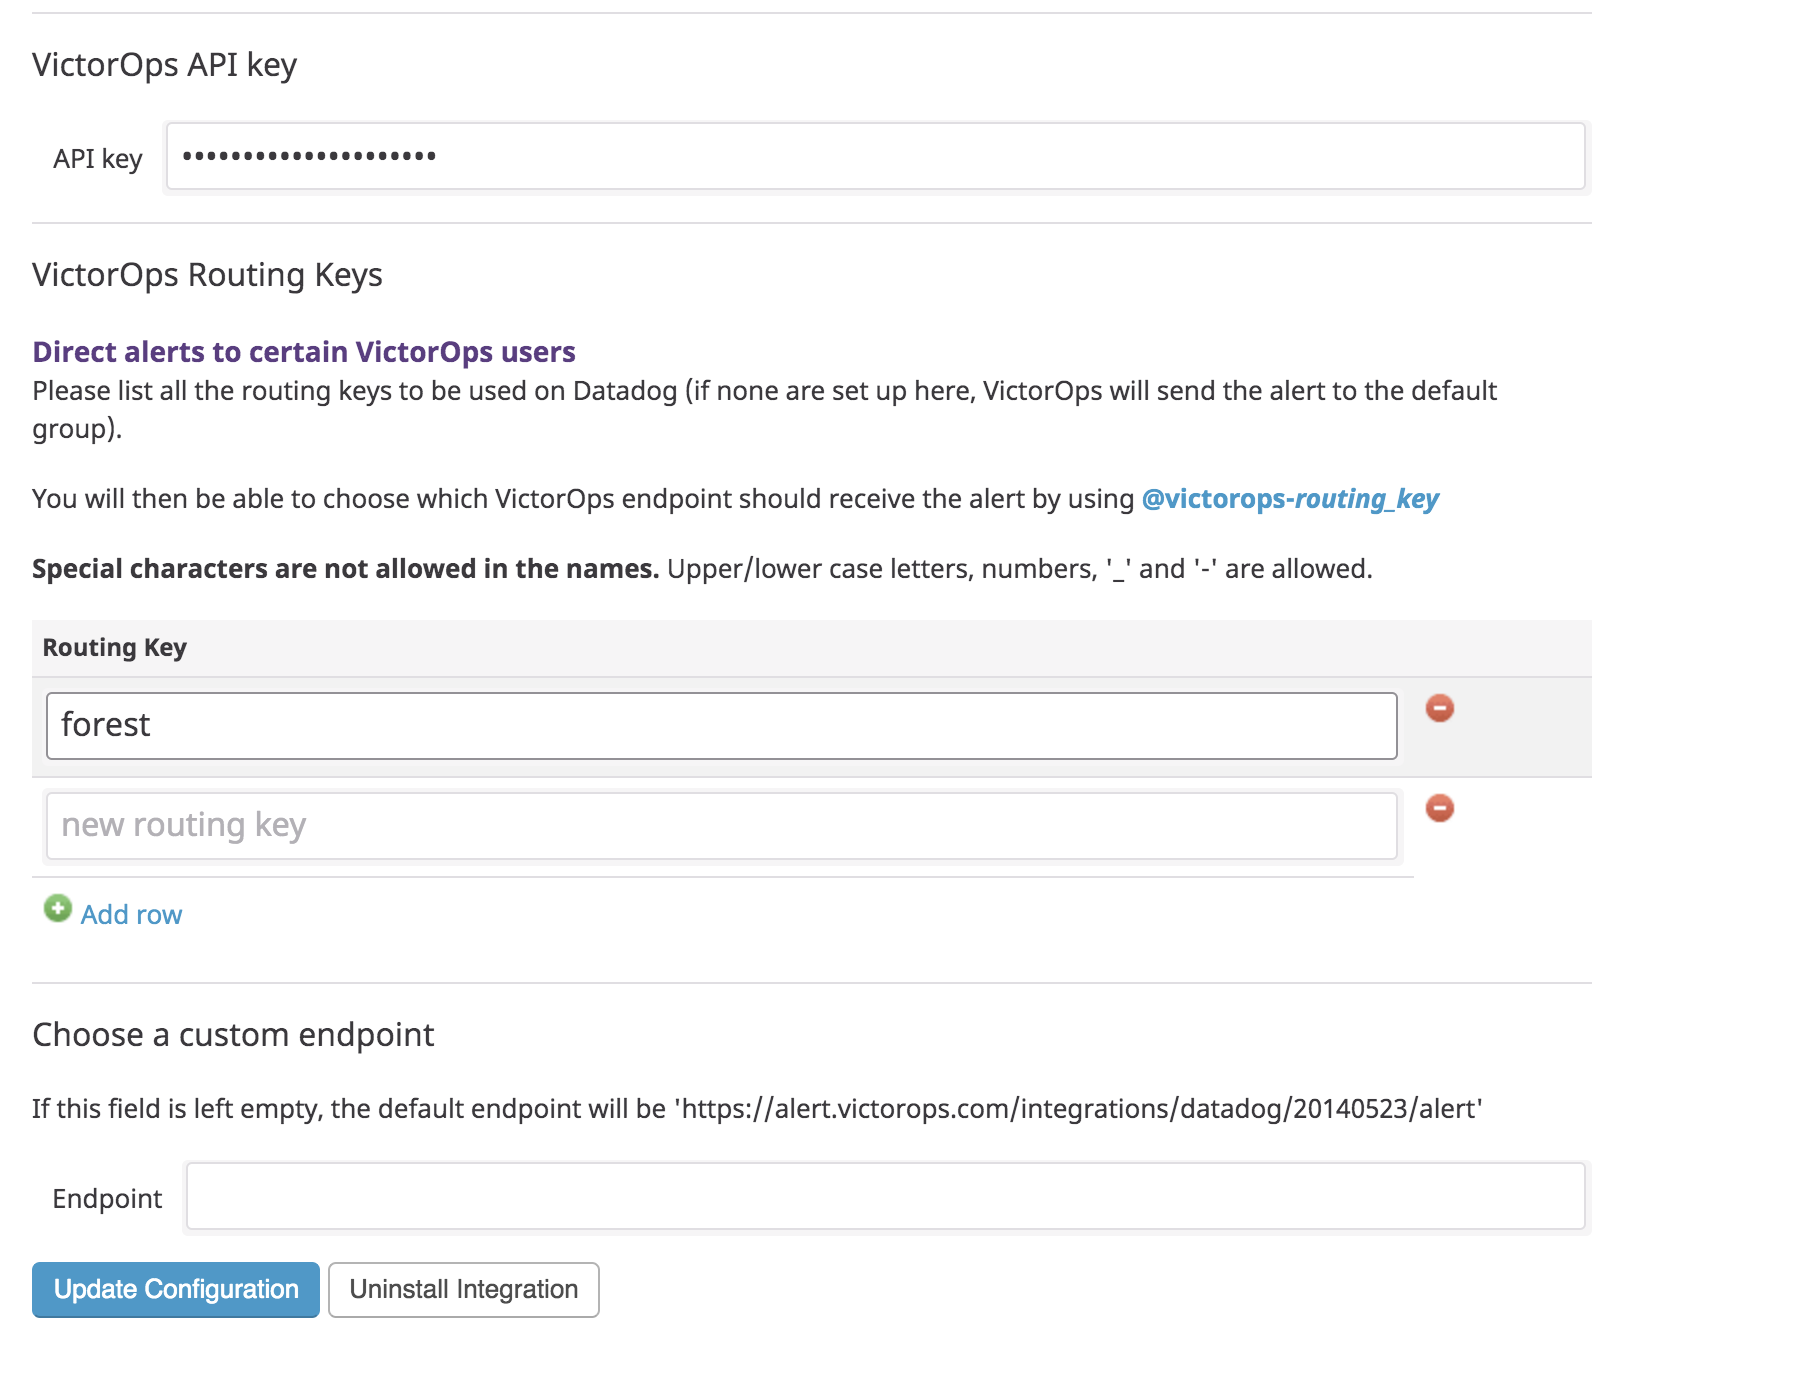 VictorOps API key
API key •••••••••••••••••••••
VictorOps Routing Keys
Direct alerts to certain VictorOps users
Please list all the routing keys to be used on Datadog (if none are set up here, VictorOps will send the alert to the default
group).
You will then be able to choose which VictorOps endpoint should receive the alert by using @victorops-routing_key
Special characters are not allowed in the names. Upper/lower case letters, numbers, '_' and '-' are allowed.
Routing Key
forest
new routing key
Add row
Choose a custom endpoint
If this field is left empty, the default endpoint will be 'https://alert.victorops.com/integrations/datadog/20140523/alert'
Endpoint
Update Configuration Uninstall Integration